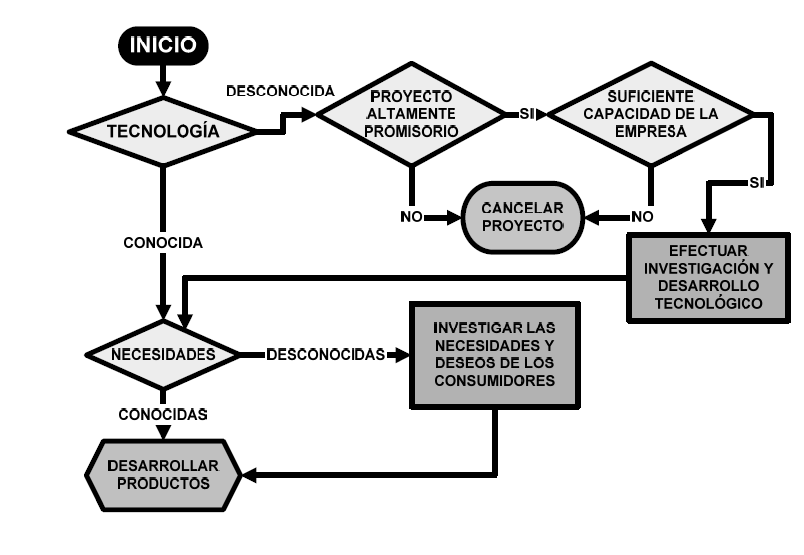 INICIO
DESCONOCIDA
TECNOLOGÍA
PROYECTO
ALTAMENTE
PROMISORIO
SI
SUFICIENTE
CAPACIDAD DE LA
EMPRESA
SI
NO
CANCELAR
PROYECTO
NO
CONOCIDA
EFECTUAR
INVESTIGACIÓN Y
DESARROLLO
TECNOLÓGICO
NECESIDADES
DESCONOCIDAS
INVESTIGAR LAS
NECESIDADES Y
DESEOS DE LOS
CONSUMIDORES
CONOCIDAS
DESARROLLAR
PRODUCTOS